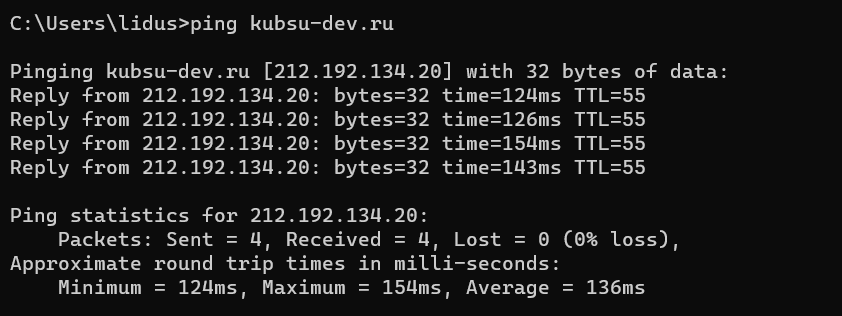 C:\Users\lidus>ping kubsu-dev.ru
Pinging kubsu-dev.ru [212.192.134.20] with 32 bytes of data:
Reply from 212.192.134.20: bytes=32 time=124ms TTL=55
Reply from 212.192.134.20: bytes=32 time=126ms TTL=55
Reply from 212.192.134.20: bytes=32 time=154ms TTL=55
Reply from 212.192.134.20: bytes=32 time=143ms TTL=55
Ping statistics for 212.192.134.20:
    Packets: Sent = 4, Received = 4, Lost = 0 (0% loss),
Approximate round trip times in milli-seconds:
    Minimum = 124ms, Maximum = 154ms, Average = 136ms